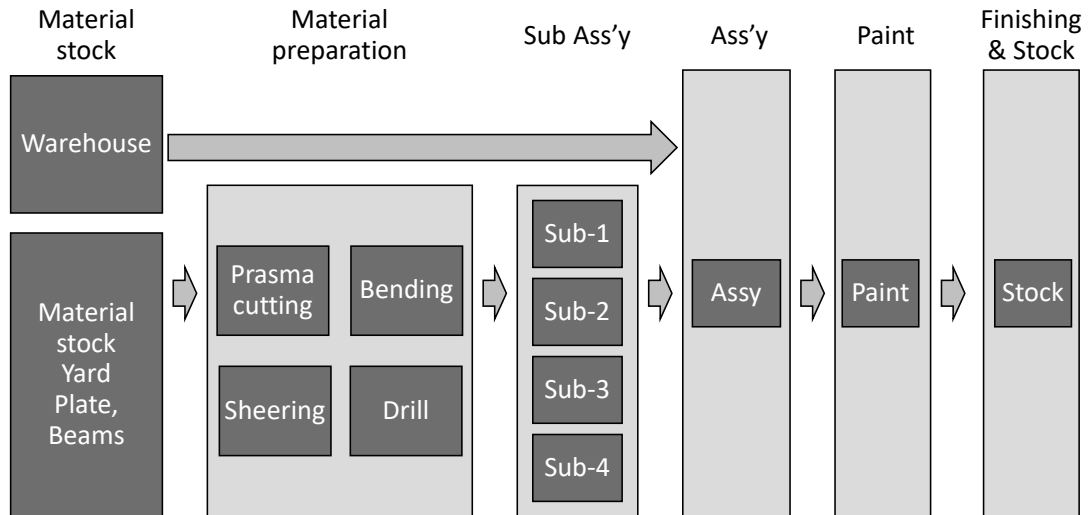 Material
stock
Material
preparation
Sub Ass’y
Ass’y
Paint
Finishing
& Stock
Warehouse
Material
stock
Yard
Plate,
Beams
Prasma
cutting
Bending
Sheering
Drill
Sub-1
Sub-2
Sub-3
Sub-4
Assy
Paint
Stock